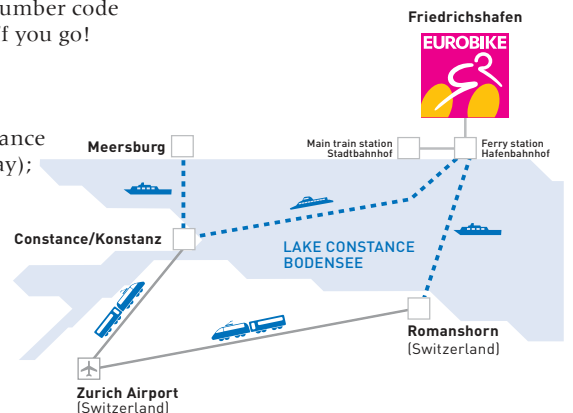 umber code
f you go!
ance
ay);
Friedrichshafen
EUROBIKE
Meersburg
Main train station
Stadtbahnhof
Ferry station
Hafenbahnhof
Constance/Konstanz
LAKE CONSTANCE
BODENSEE
Romanshorn
(Switzerland)
Zurich Airport
(Switzerland)